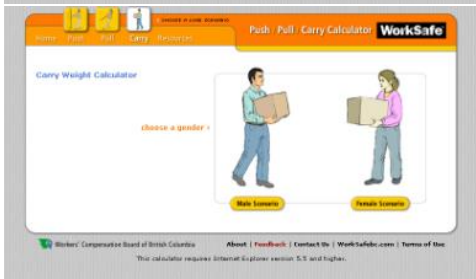 CHOOSE A LOAD SCENARIO
Home Push Pull Carry Resources
Push | Pull | Carry Calculator WorkSafe
Carry Weight Calculator
choose a gender
Male Scenario Female Scenario
Workers' Compensation Board of British Columbia About | Feedback | Contact Us | WorkSafebc.com | Terms of Use
This calculator requires Internet Explorer version 5.5 and higher.